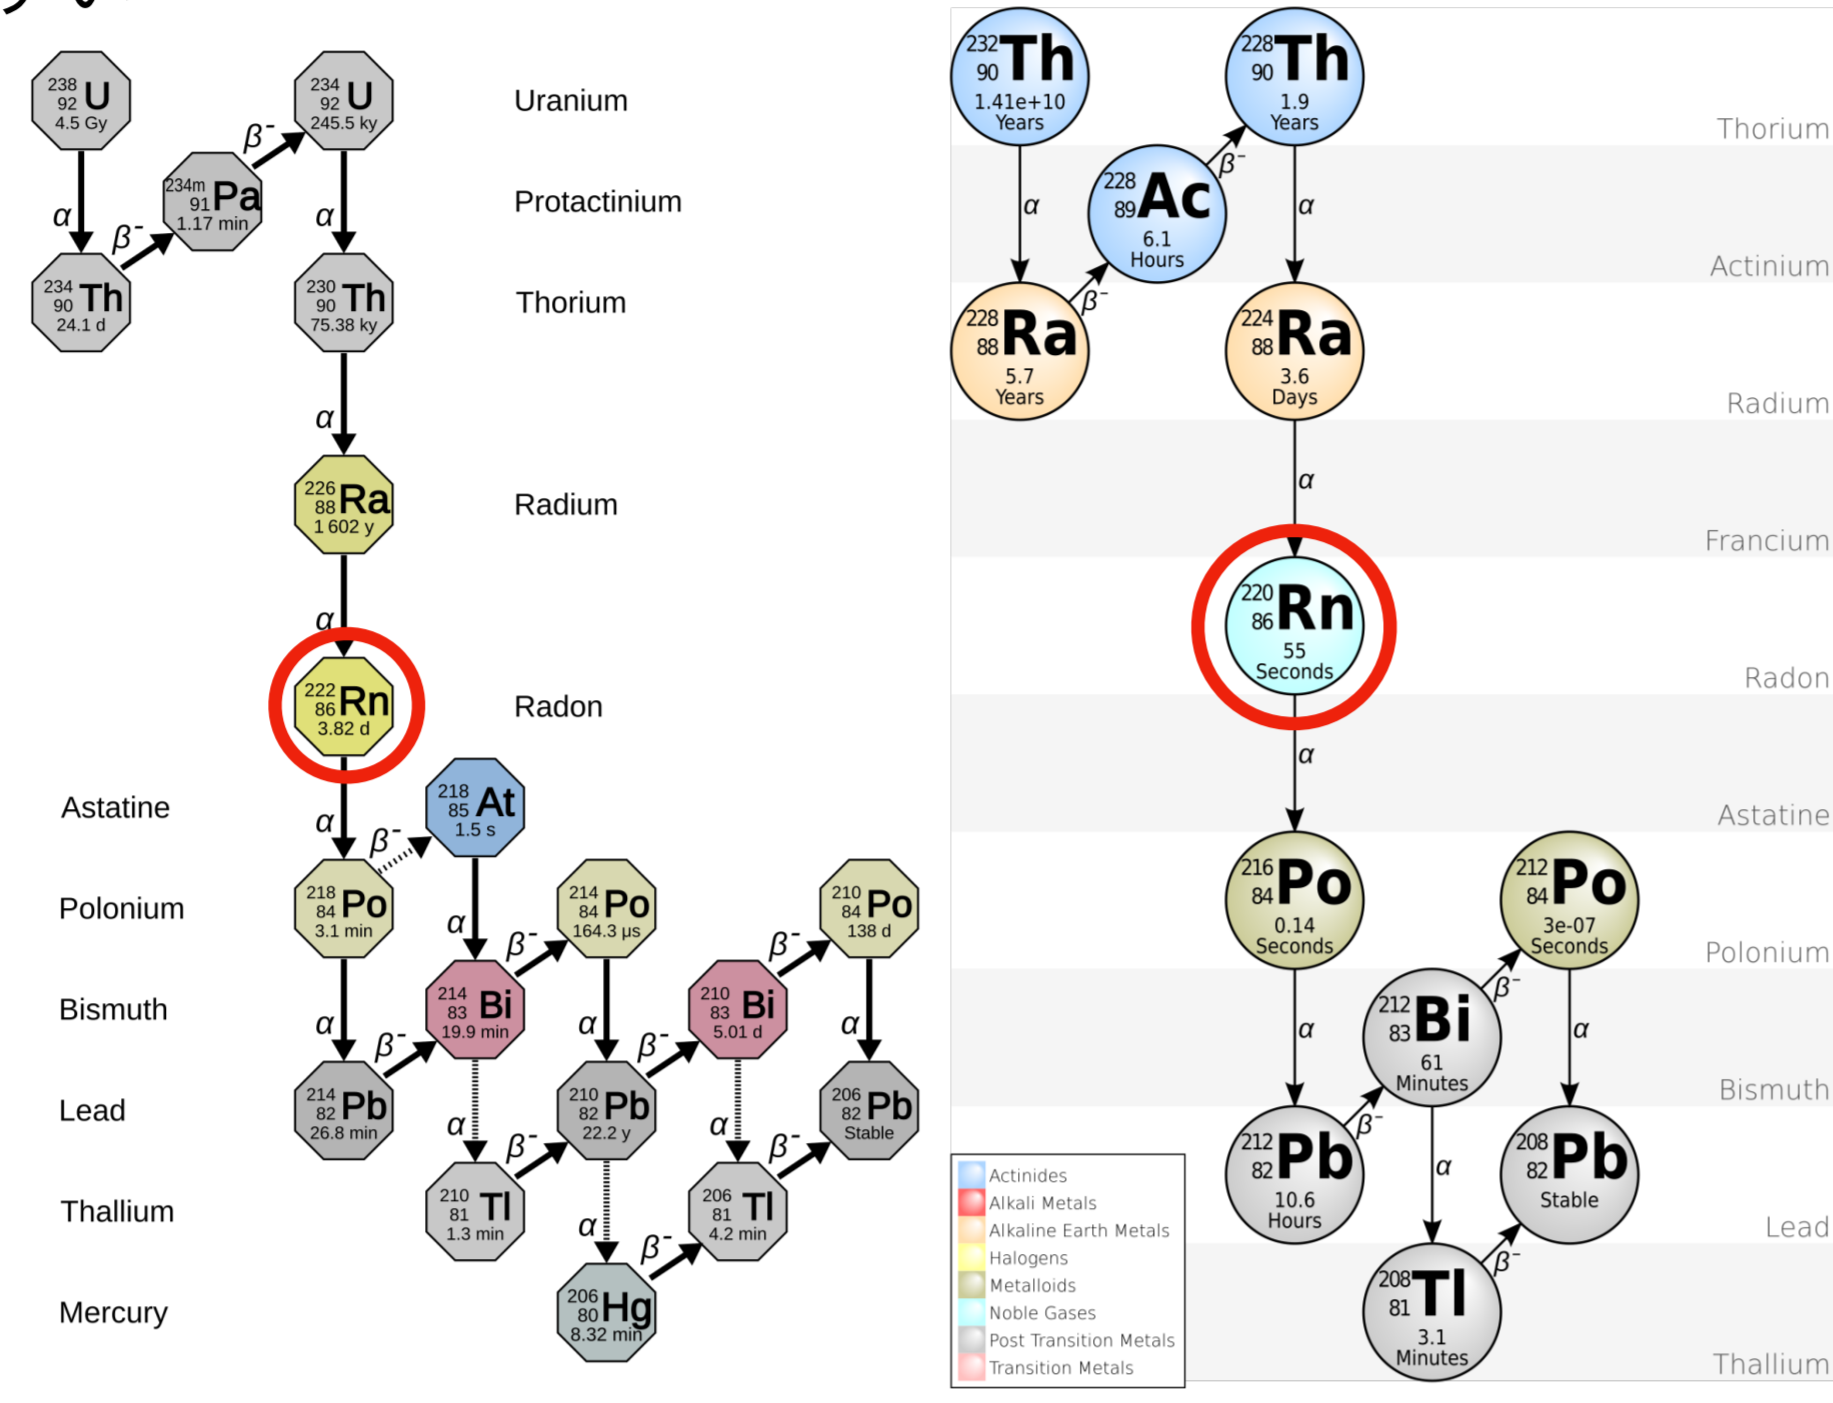 238
92 U
4.5 Gy
β⁻
234
92 U
245.5 ky
Uranium
α
234m
91 Pa
1.17 min
α
Protactinium
β⁻
234
90 Th
24.1 d
230
90 Th
75.38 ky
Thorium
α
226
88 Ra
1 602 y
Radium
α
222
86 Rn
3.82 d
Radon
Astatine
α
β⁻
218
85 At
1.5 s
Polonium
218
84 Po
3.1 min
α
β⁻
214
84 Po
164.3 µs
β⁻
210
84 Po
138 d
Bismuth
α
β⁻
214
83 Bi
19.9 min
α
β⁻
210
83 Bi
5.01 d
α
Lead
214
82 Pb
26.8 min
α
β⁻
210
82 Pb
22.2 y
α
β⁻
206
82 Pb
Stable
Thallium
210
81 Tl
1.3 min
α
β⁻
206
81 Tl
4.2 min
Mercury
206
80 Hg
8.32 min
232
90 Th
1.41e+10
Years
228
90 Th
1.9
Years
Thorium
α
228
89 Ac
6.1
Hours
β⁻
α
Actinium
β⁻
228
88 Ra
5.7
Years
224
88 Ra
3.6
Days
Radium
α
Francium
220
86 Rn
55
Seconds
Radon
α
Astatine
216
84 Po
0.14
Seconds
212
84 Po
3e-07
Seconds
Polonium
α
212
83 Bi
61
Minutes
β⁻
α
Bismuth
212
82 Pb
10.6
Hours
β⁻
α
208
82 Pb
Stable
Lead
208
81 Tl
3.1
Minutes
β⁻
Thallium
Actinides
Alkali Metals
Alkaline Earth Metals
Halogens
Metalloids
Noble Gases
Post Transition Metals
Transition Metals